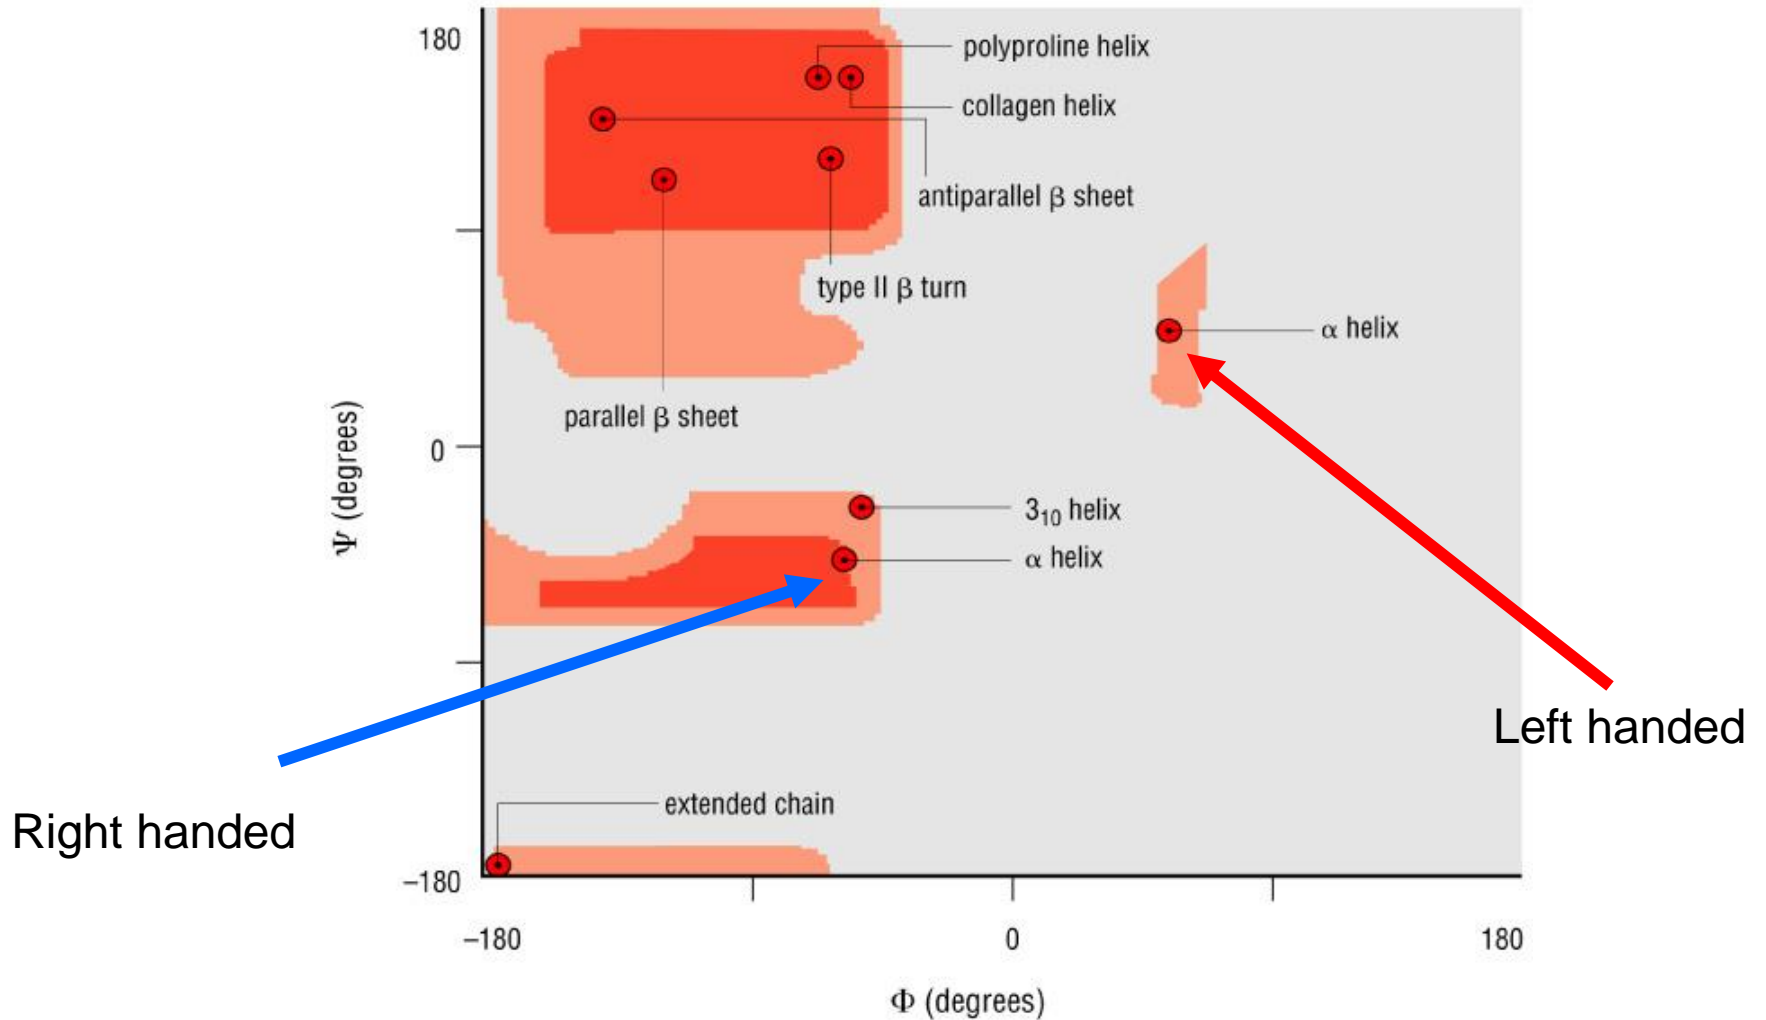 180
polyproline helix
collagen helix
antiparallel β sheet
type II β turn
α helix
parallel β sheet
0
Ψ (degrees)
3₁₀ helix
α helix
Left handed
extended chain
Right handed
–180
–180
0
180
Φ (degrees)